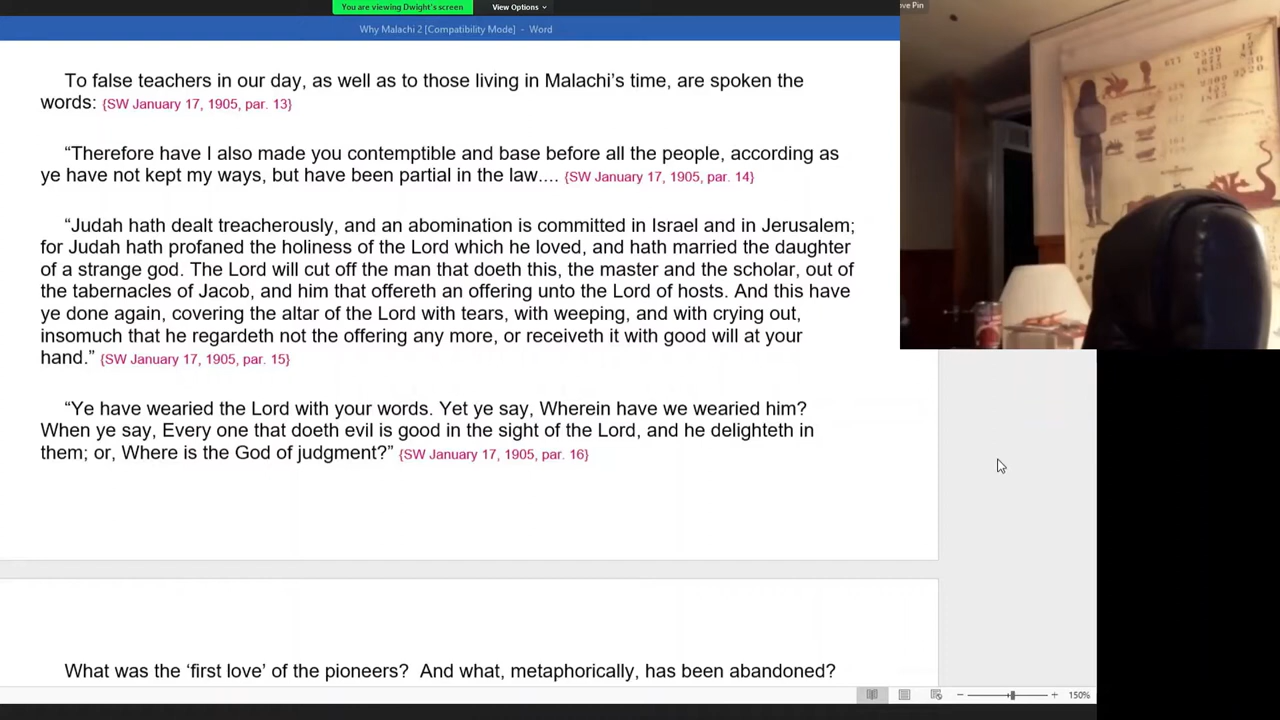 You are viewing Dwight's screen
View Options
Why Malachi 2 [Compatibility Mode] - Word
To false teachers in our day, as well as to those living in Malachi's time, are spoken the
words: {SW January 17, 1905, par. 13}
“Therefore have I also made you contemptible and base before all the people, according as
ye have not kept my ways, but have been partial in the law.... {SW January 17, 1905, par. 14}
“Judah hath dealt treacherously, and an abomination is committed in Israel and in Jerusalem;
for Judah hath profaned the holiness of the Lord which he loved, and hath married the daughter
of a strange god. The Lord will cut off the man that doeth this, the master and the scholar, out of
the tabernacles of Jacob, and him that offereth an offering unto the Lord of hosts. And this have
ye done again, covering the altar of the Lord with tears, with weeping, and with crying out,
insomuch that he regardeth not the offering any more, or receiveth it with good will at your
hand.” {SW January 17, 1905, par. 15}
“Ye have wearied the Lord with your words. Yet ye say, Wherein have we wearied him?
When ye say, Every one that doeth evil is good in the sight of the Lord, and he delighteth in
them; or, Where is the God of judgment?” {SW January 17, 1905, par. 16}
What was the ‘first love’ of the pioneers?  And what, metaphorically, has been abandoned?
150%
Pin
677
2520
1813
2300
457
1813
2520